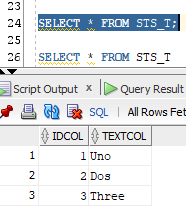 23
24 SELECT * FROM STS_T;
25
26 SELECT * FROM STS_T
Script Output × Query Result
SQL | All Rows Fet
IDCOL TEXTCOL
1 1 Uno
2 2 Dos
3 3 Three